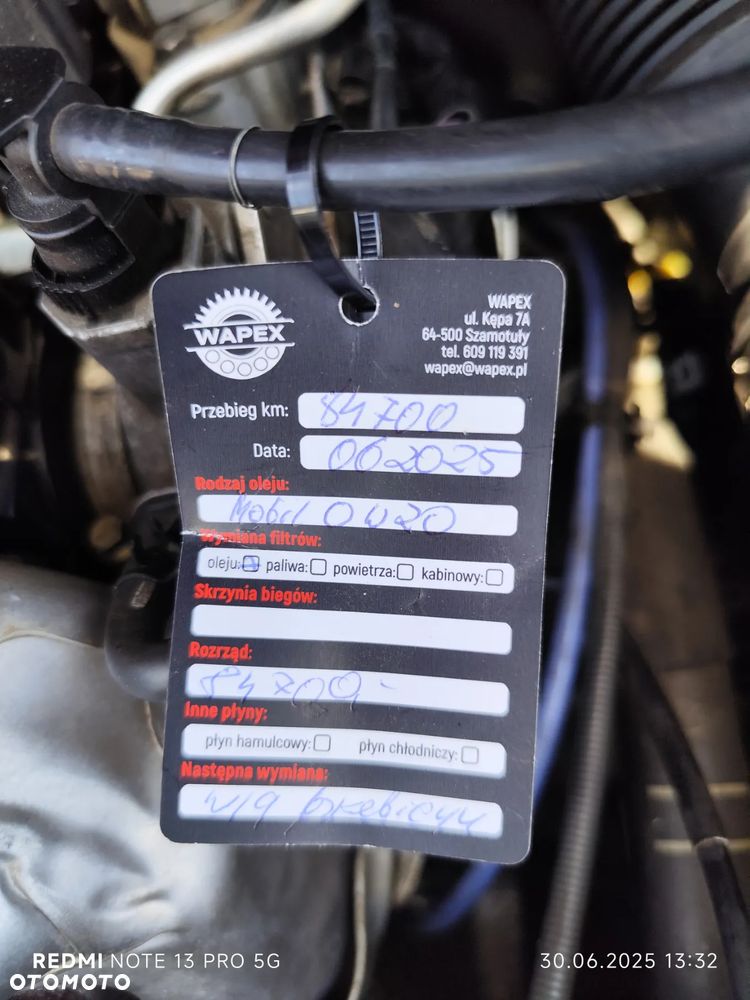 WAPEX
WAPEX
ul. Kępa 7A
64-500 Szamotuły
tel. 609 119 391
wapex@wapex.pl
Przebieg km: 84700
Data: 062025
Rodzaj oleju:
Mobil 0W20
Wymiana filtrów:
oleju: paliwa: powietrza: kabinowy:
Skrzynia biegów:
Rozrząd:
84700,-
Inne płyny:
płyn hamulcowy: płyn chłodniczy:
Następna wymiana:
W/g
REDMI NOTE 13 PRO 5G
30.06.2025 13:32
OTOMOTO